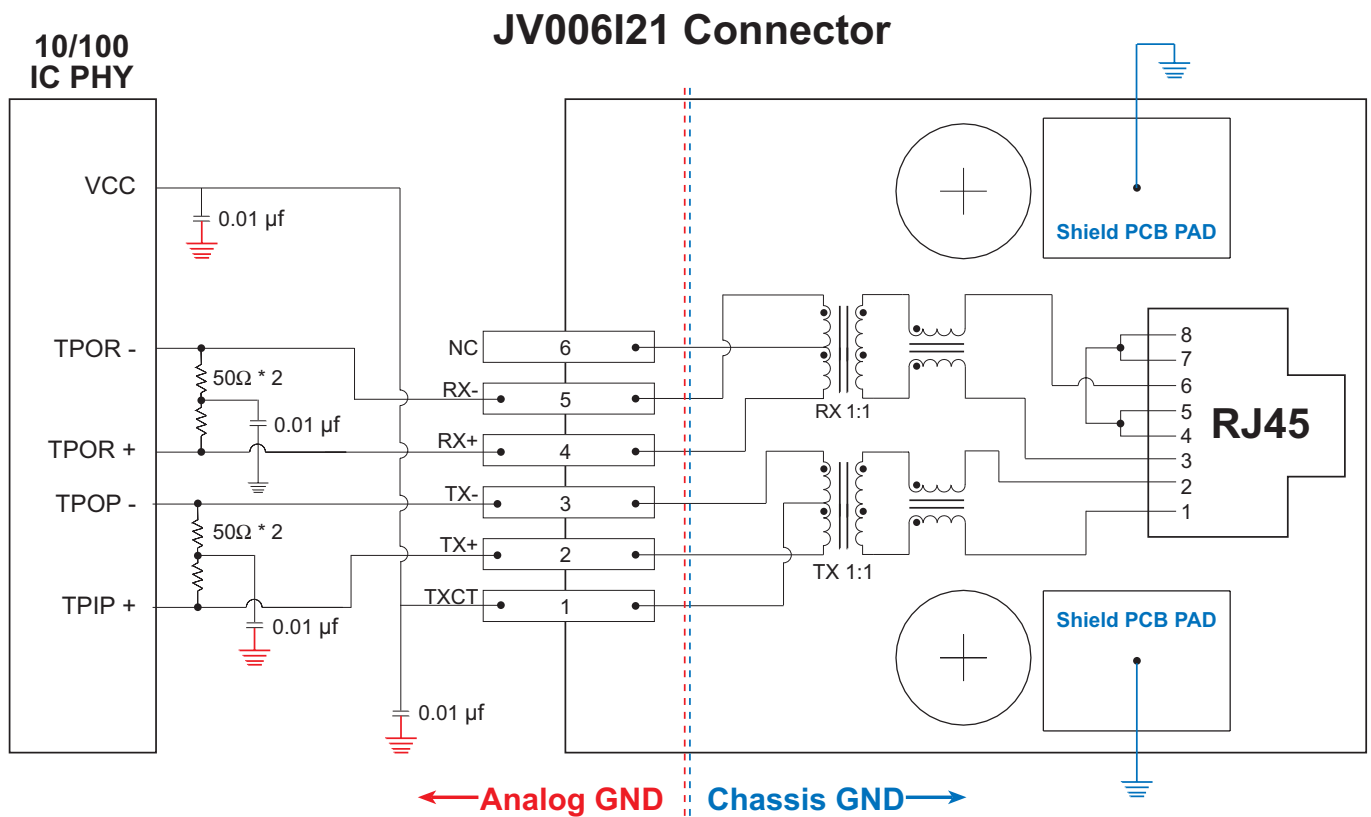 JV006I21 Connector
10/100
IC PHY
VCC
0.01 µf
Shield PCB PAD
TPOR -
50Ω * 2
0.01 µf
TPOR +
TPOP -
50Ω * 2
TPIP +
0.01 µf
0.01 µf
NC
6
RX-
5
RX+
4
TX-
3
TX+
2
TXCT
1
RX 1:1
TX 1:1
8
7
6
5
4
3
2
1
RJ45
Shield PCB PAD
Analog GND
Chassis GND